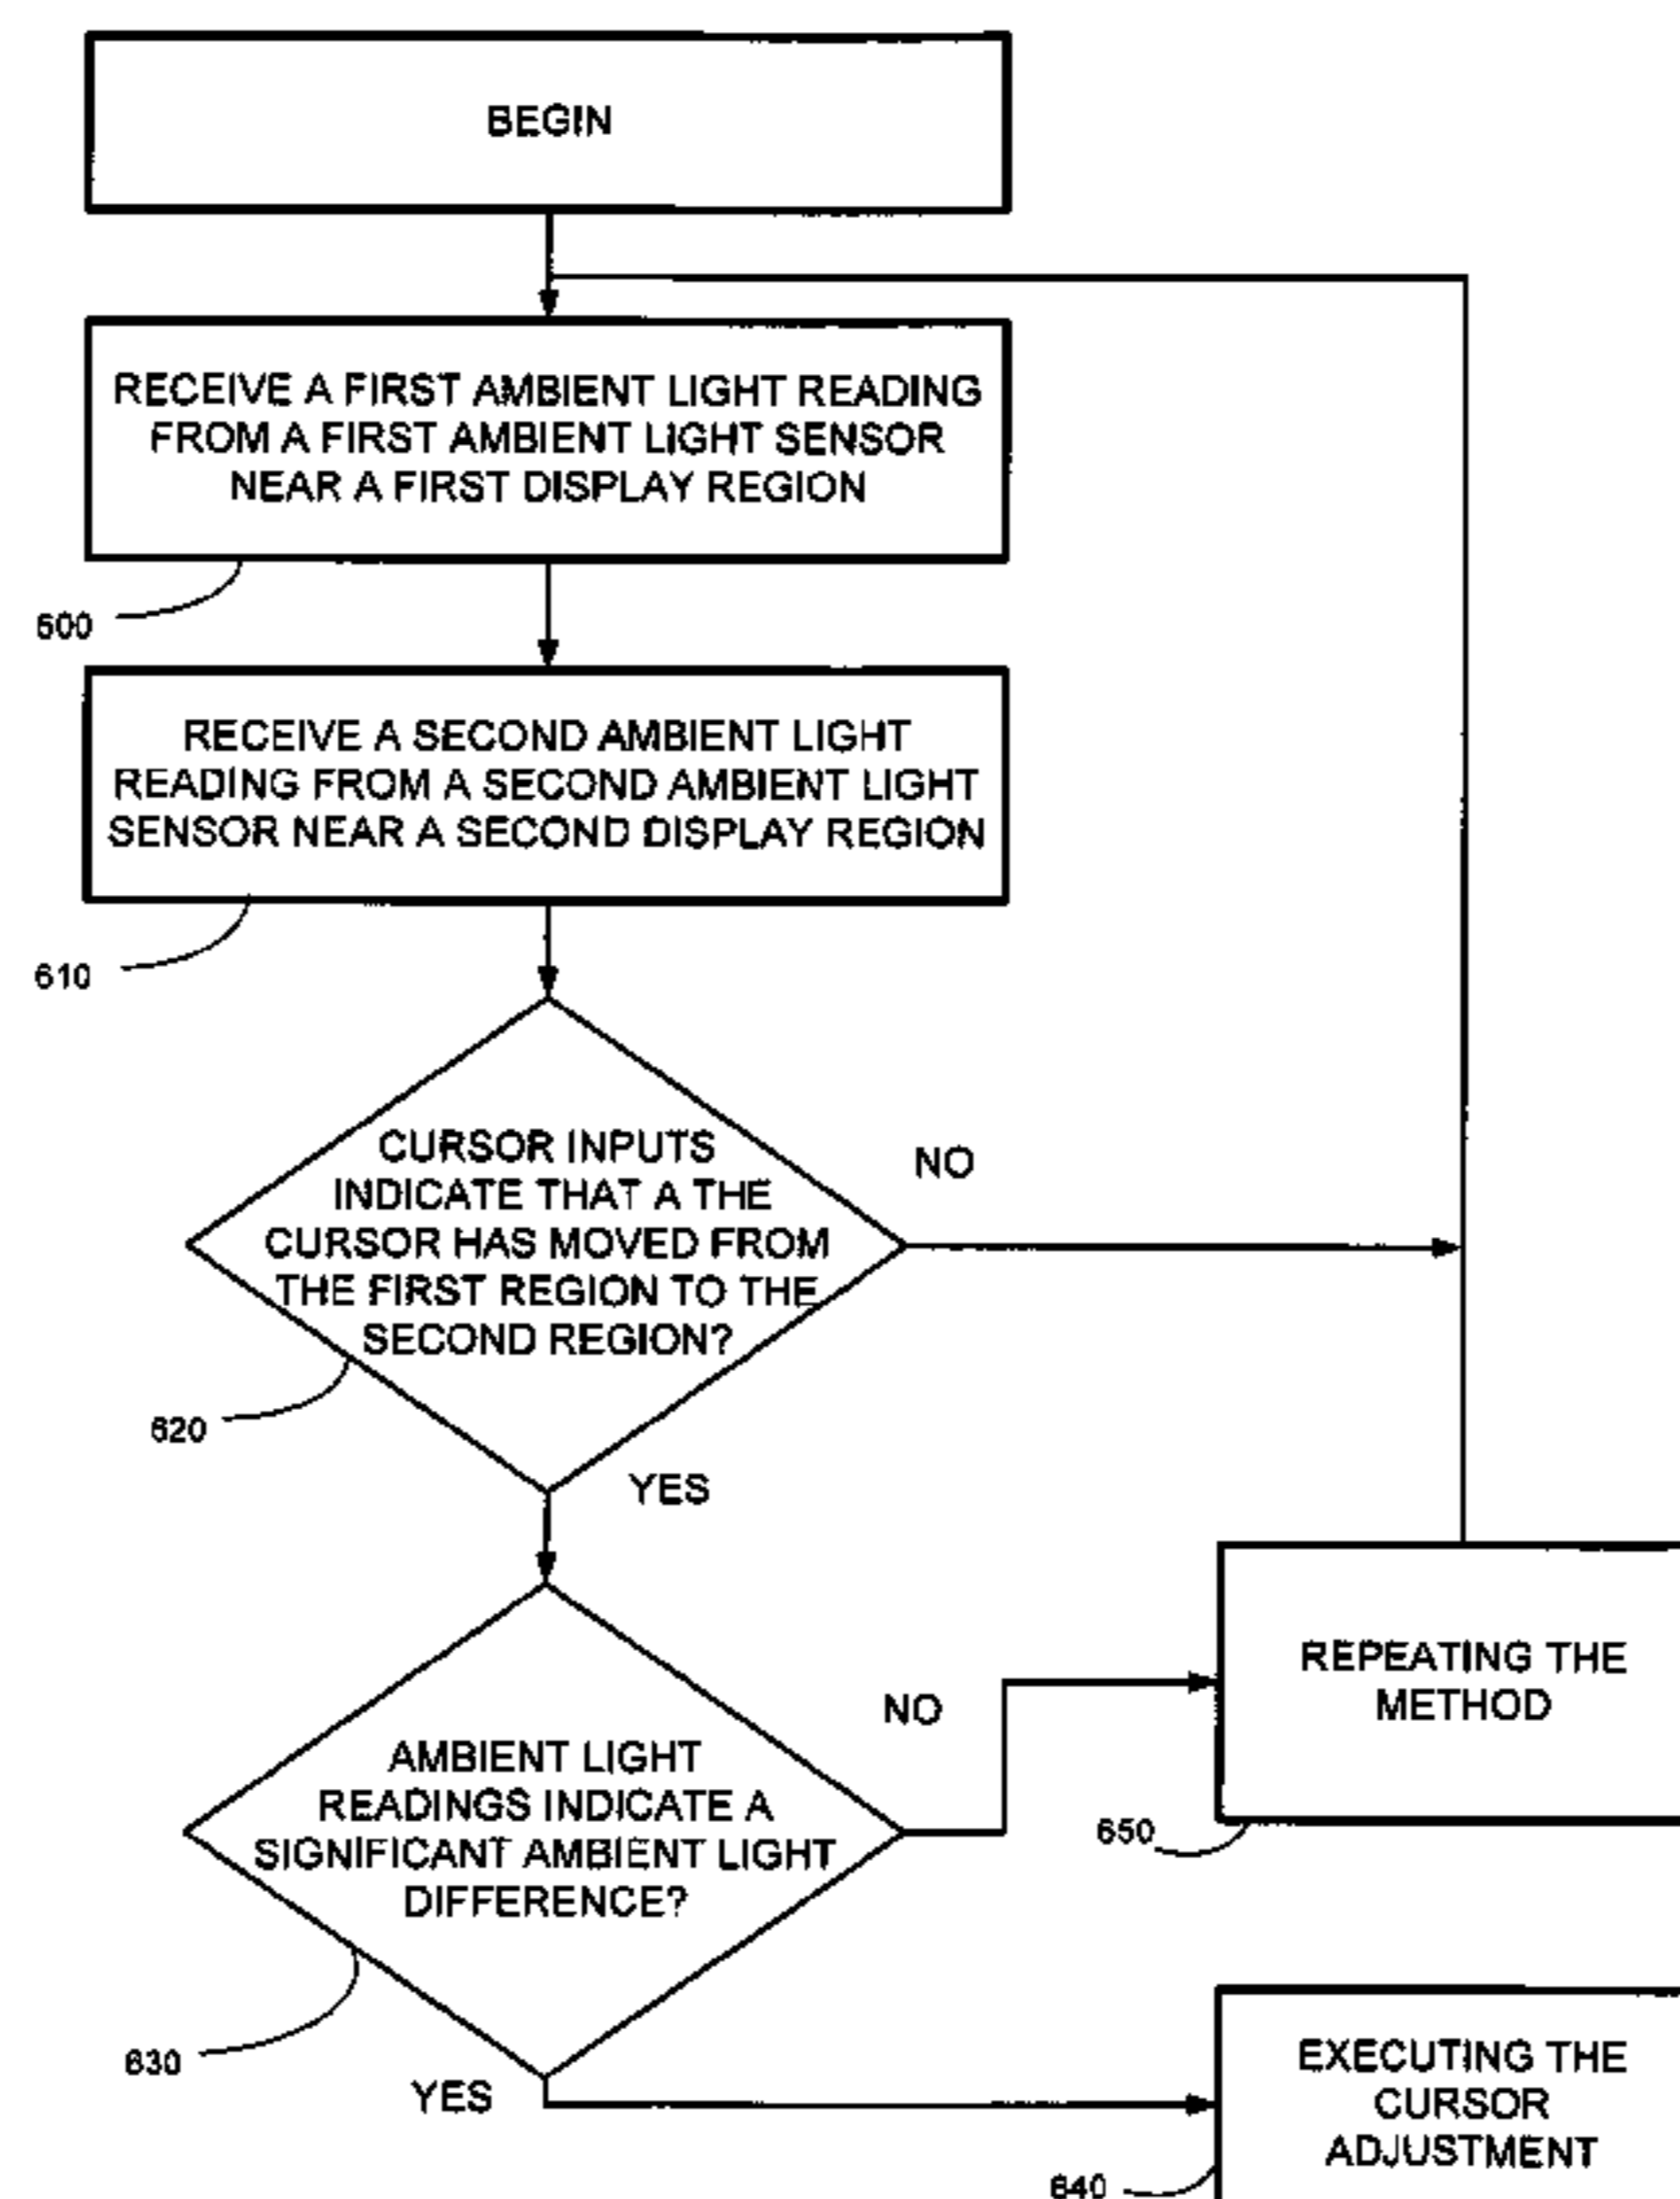 BEGIN
RECEIVE A FIRST AMBIENT LIGHT READING
FROM A FIRST AMBIENT LIGHT SENSOR
NEAR A FIRST DISPLAY REGION
600
RECEIVE A SECOND AMBIENT LIGHT
READING FROM A SECOND AMBIENT LIGHT
SENSOR NEAR A SECOND DISPLAY REGION
610
CURSOR INPUTS
INDICATE THAT A THE
CURSOR HAS MOVED FROM
THE FIRST REGION TO THE
SECOND REGION?
NO
620
YES
REPEATING THE
METHOD
NO
650
AMBIENT LIGHT
READINGS INDICATE A
SIGNIFICANT AMBIENT LIGHT
DIFFERENCE?
630
YES
EXECUTING THE
CURSOR
ADJUSTMENT
640